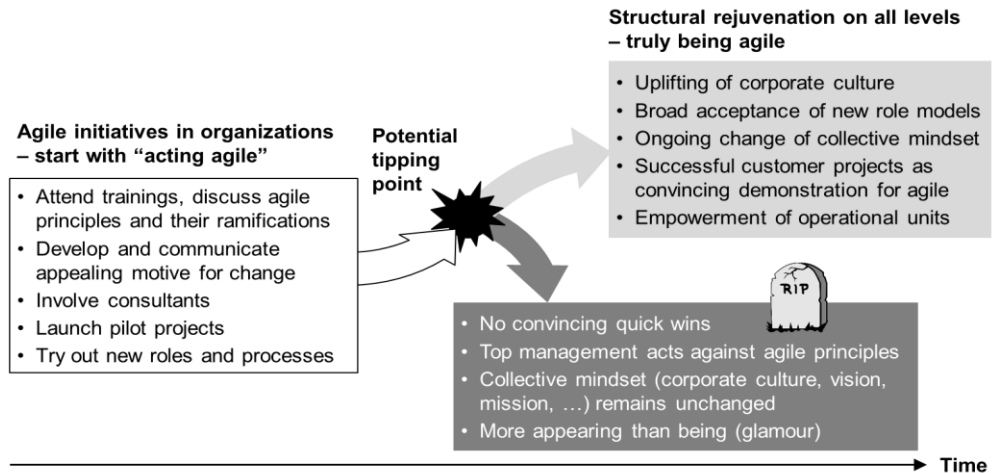 Agile initiatives in organizations
– start with “acting agile”
• Attend trainings, discuss agile
principles and their ramifications
• Develop and communicate
appealing motive for change
• Involve consultants
• Launch pilot projects
• Try out new roles and processes
Potential
tipping
point
Structural rejuvenation on all levels
– truly being agile
• Uplifting of corporate culture
• Broad acceptance of new role models
• Ongoing change of collective mindset
• Successful customer projects as
convincing demonstration for agile
• Empowerment of operational units
RIP
• No convincing quick wins
• Top management acts against agile principles
• Collective mindset (corporate culture, vision,
mission, …) remains unchanged
• More appearing than being (glamour)
Time